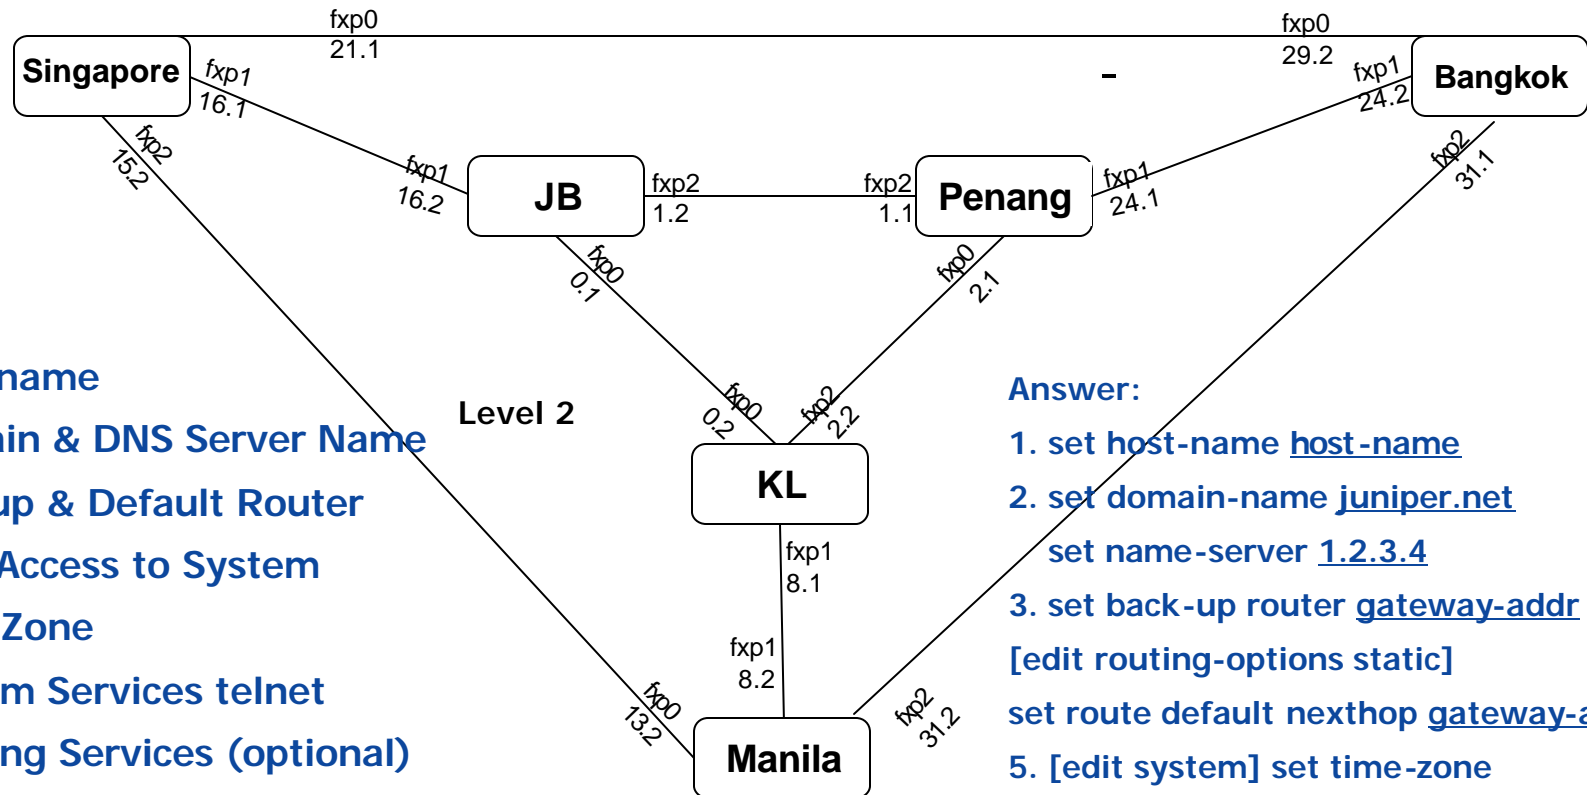 fxp0
21.1
fxp0
29.2
Singapore
fxp1
16.1
-
fxp1
24.2
Bangkok
fxp2
15.2
fxp1
16.2
JB
fxp2
1.2
fxp2
1.1
Penang
fxp1
24.1
fxp2
31.1
fxp0
0.1
fxp0
2.1
name
Level 2
fxp0
0.2
fxp2
2.2
& DNS Server Name
& Default Router
Access to System
Zone
Services telnet
Services (optional)
KL
fxp1
8.1
fxp1
8.2
fxp0
13.2
fxp2
31.2
Manila
Answer:
1. set host-name host-name
2. set domain-name juniper.net
set name-server 1.2.3.4
3. set back-up router gateway-addr
[edit routing-options static]
set route default nexthop
5. [edit system] set time-zone